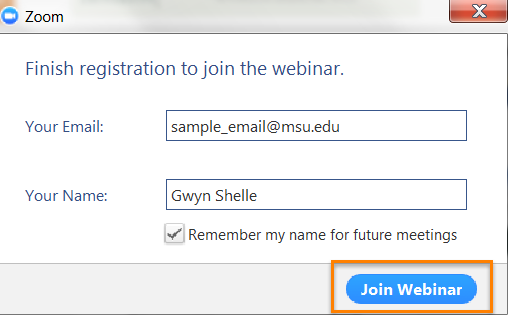 Zoom
Finish registration to join the webinar.
Your Email: sample_email@msu.edu
Your Name: Gwyn Shelle
Remember my name for future meetings
Join Webinar